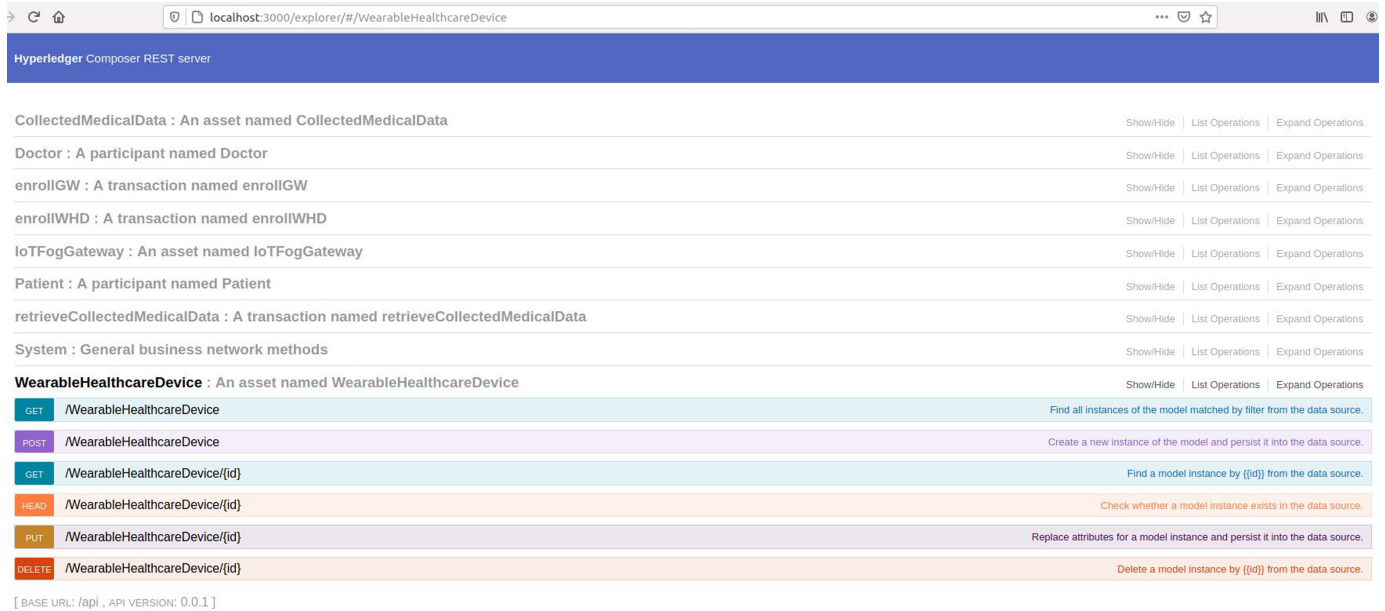 localhost:3000/explorer/#/WearableHealthcareDevice
Hyperledger Composer REST server
CollectedMedicalData : An asset named CollectedMedicalData Show/Hide List Operations Expand Operations
Doctor : A participant named Doctor Show/Hide List Operations Expand Operations
enrollGW : A transaction named enrollGW Show/Hide List Operations Expand Operations
enrollWHD : A transaction named enrollWHD Show/Hide List Operations Expand Operations
IoTFogGateway : An asset named IoTFogGateway Show/Hide List Operations Expand Operations
Patient : A participant named Patient Show/Hide List Operations Expand Operations
retrieveCollectedMedicalData : A transaction named retrieveCollectedMedicalData Show/Hide List Operations Expand Operations
System : General business network methods Show/Hide List Operations Expand Operations
WearableHealthcareDevice : An asset named WearableHealthcareDevice Show/Hide List Operations Expand Operations
GET /WearableHealthcareDevice Find all instances of the model matched by filter from the data source.
POST /WearableHealthcareDevice Create a new instance of the model and persist it into the data source.
GET /WearableHealthcareDevice/{id} Find a model instance by {{id}} from the data source.
HEAD /WearableHealthcareDevice/{id} Check whether a model instance exists in the data source.
PUT /WearableHealthcareDevice/{id} Replace attributes for a model instance and persist it into the data source.
DELETE /WearableHealthcareDevice/{id} Delete a model instance by {{id}} from the data source.
[ BASE URL: /api , API VERSION: 0.0.1 ]